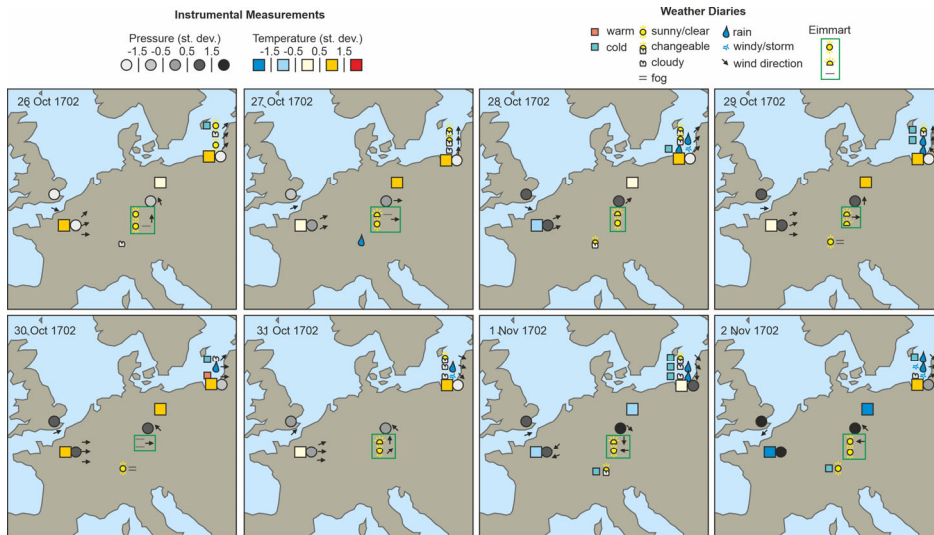 Instrumental Measurements
Pressure (st. dev.)
-1.5 -0.5 0.5 1.5
Temperature (st. dev.)
-1.5 -0.5 0.5 1.5
Weather Diaries
warm
sunny/clear
rain
Eimmart
cold
changeable
windy/storm
cloudy
wind direction
fog
26 Oct 1702
27 Oct 1702
28 Oct 1702
29 Oct 1702
30 Oct 1702
31 Oct 1702
1 Nov 1702
2 Nov 1702